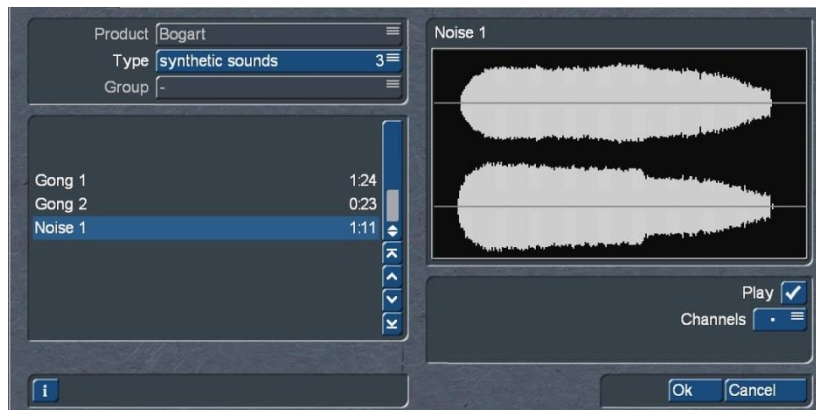 Product Bogart
Type synthetic sounds 3
Group -
Gong 1 1:24
Gong 2 0:23
Noise 1 1:11
i
Noise 1
Play
Channels
Ok Cancel